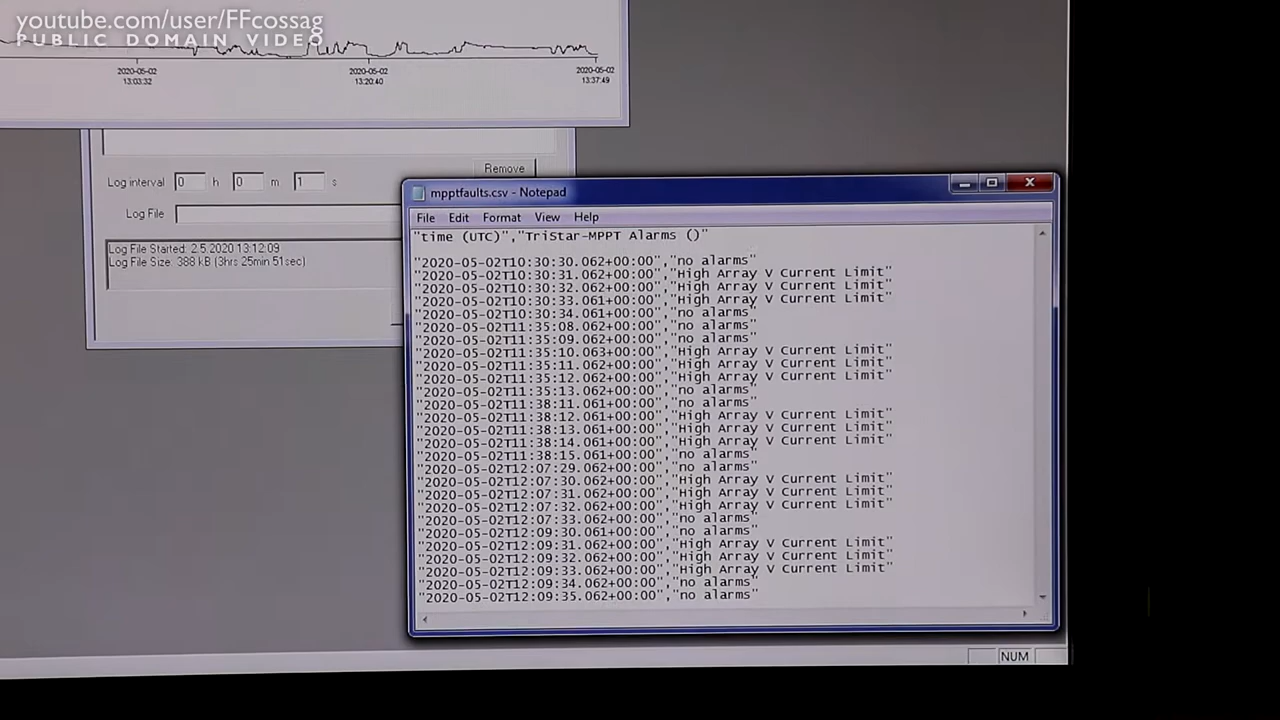 youtube.com/user/FFcossag
PUBLIC DOMAIN VIDEO
2020-05-02
13:03:32
2020-05-02
13:20:40
2020-05-02
13:37:49
Remove
Log interval 0 h 0 m 1 s
Log File
Log File Started: 2.5.2020 13:12:09
Log File Size: 388 kB (3hrs 25min 51sec)
mpptfaults.csv - Notepad
File Edit Format View Help
"time (UTC)","TriStar-MPPT Alarms ()"
"2020-05-02T10:30:30.062+00:00","no alarms"
"2020-05-02T10:30:31.062+00:00","High Array V Current Limit"
"2020-05-02T10:30:32.062+00:00","High Array V Current Limit"
"2020-05-02T10:30:33.061+00:00","High Array V Current Limit"
"2020-05-02T10:30:34.061+00:00","no alarms"
"2020-05-02T11:35:08.062+00:00","no alarms"
"2020-05-02T11:35:09.062+00:00","no alarms"
"2020-05-02T11:35:10.063+00:00","High Array V Current Limit"
"2020-05-02T11:35:11.062+00:00","High Array V Current Limit"
"2020-05-02T11:35:12.062+00:00","High Array V Current Limit"
"2020-05-02T11:35:13.062+00:00","no alarms"
"2020-05-02T11:38:11.061+00:00","no alarms"
"2020-05-02T11:38:12.061+00:00","High Array V Current Limit"
"2020-05-02T11:38:13.061+00:00","High Array V Current Limit"
"2020-05-02T11:38:14.061+00:00","High Array V Current Limit"
"2020-05-02T11:38:15.061+00:00","no alarms"
"2020-05-02T12:07:29.062+00:00","no alarms"
"2020-05-02T12:07:30.062+00:00","High Array V Current Limit"
"2020-05-02T12:07:31.062+00:00","High Array V Current Limit"
"2020-05-02T12:07:32.062+00:00","High Array V Current Limit"
"2020-05-02T12:07:33.062+00:00","no alarms"
"2020-05-02T12:09:30.061+00:00","no alarms"
"2020-05-02T12:09:31.062+00:00","High Array V Current Limit"
"2020-05-02T12:09:32.062+00:00","High Array V Current Limit"
"2020-05-02T12:09:33.062+00:00","High Array V Current Limit"
"2020-05-02T12:09:34.062+00:00","no alarms"
"2020-05-02T12:09:35.062+00:00","no alarms"
NUM